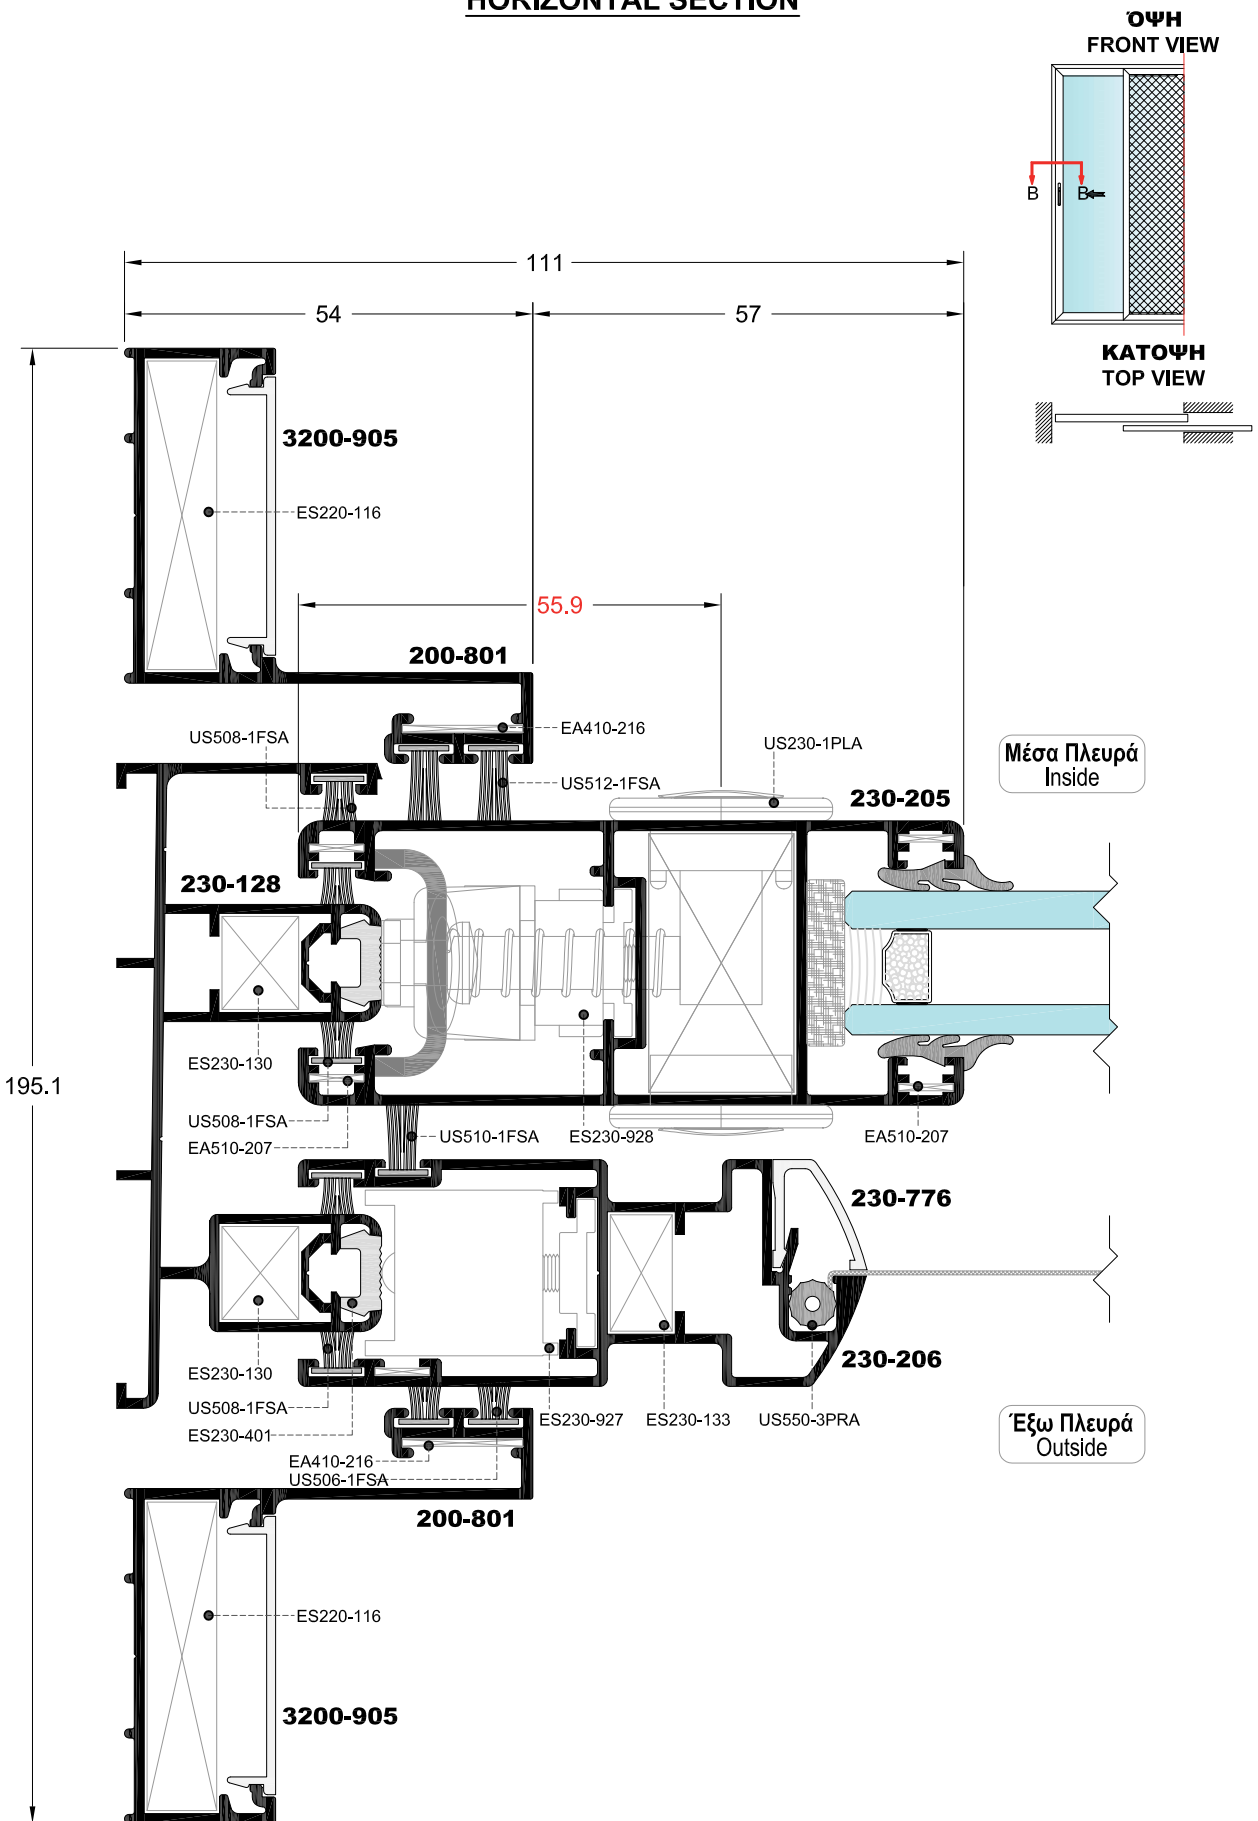 HORIZONTAL SECTION
ΌΨΗ
FRONT VIEW
B
B
ΚΑΤΟΨΗ
TOP VIEW
111
54
57
3200-905
ES220-116
55.9
200-801
EA410-216
US508-1FSA
US230-1PLA
Μέσα Πλευρά
Inside
US512-1FSA
230-205
230-128
ES230-130
195.1
US508-1FSA
US510-1FSA
ES230-928
EA510-207
EA510-207
230-776
230-206
ES230-130
US508-1FSA
ES230-927
ES230-133
US550-3PRA
Έξω Πλευρά
Outside
ES230-401
EA410-216
US506-1FSA
200-801
ES220-116
3200-905